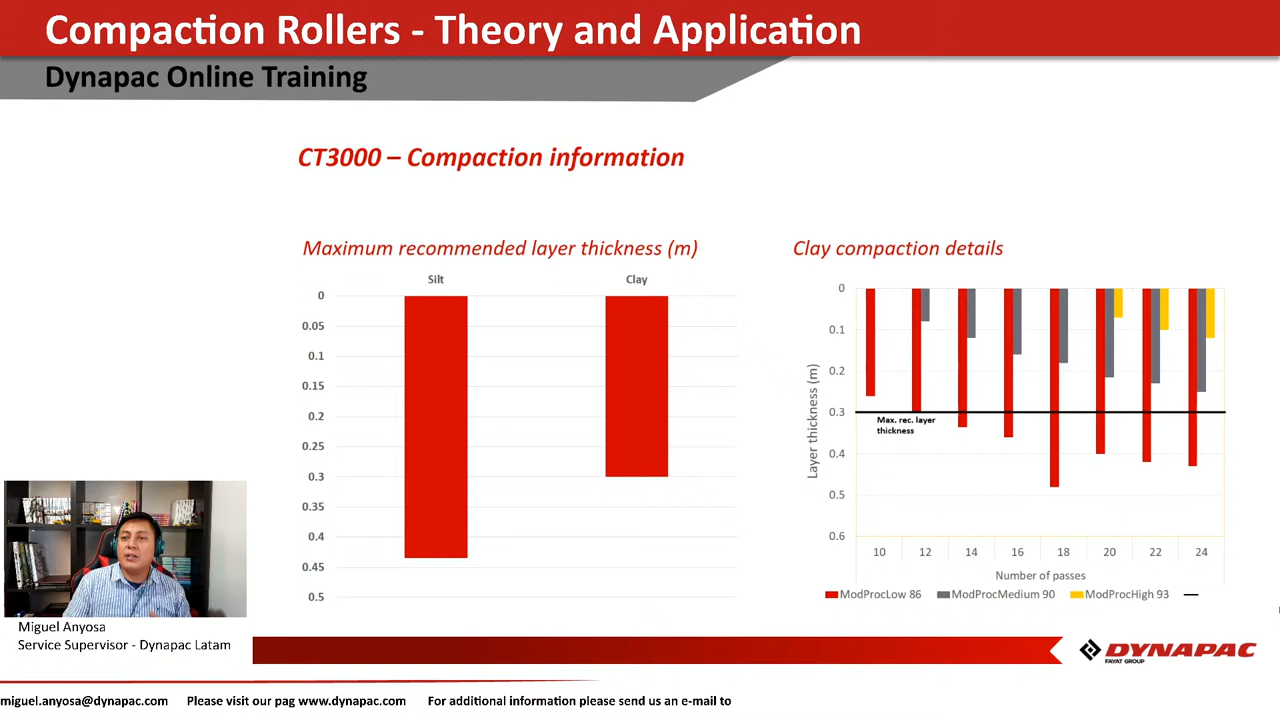 Compaction Rollers - Theory and Application
Dynapac Online Training
CT3000 – Compaction information
Maximum recommended layer thickness (m)
Silt
Clay
0
0.05
0.1
0.15
0.2
0.25
0.3
0.35
0.4
0.45
0.5
Clay compaction details
Layer thickness (m)
0
0.1
0.2
0.3
0.4
0.5
0.6
Max. rec. layer
thickness
10 12 14 16 18 20 22 24
Number of passes
ModProcLow 86 ModProcMedium 90 ModProcHigh 93
Miguel Anyosa
Service Supervisor - Dynapac Latam
DYNAPAC
FAYAT GROUP
miguel.anyosa@dynapac.com Please visit our pag www.dynapac.com For additional information please send us an e-mail to